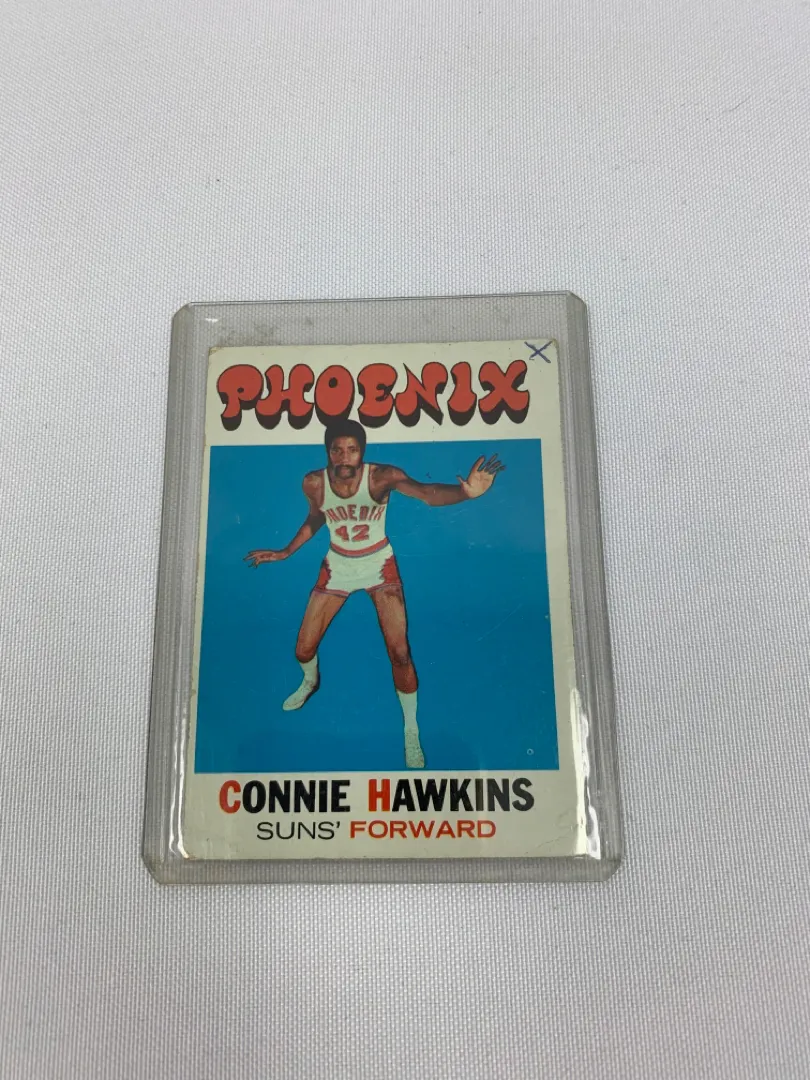 PHOENIX
PHOENIX
42
CONNIE HAWKINS
SUNS' FORWARD